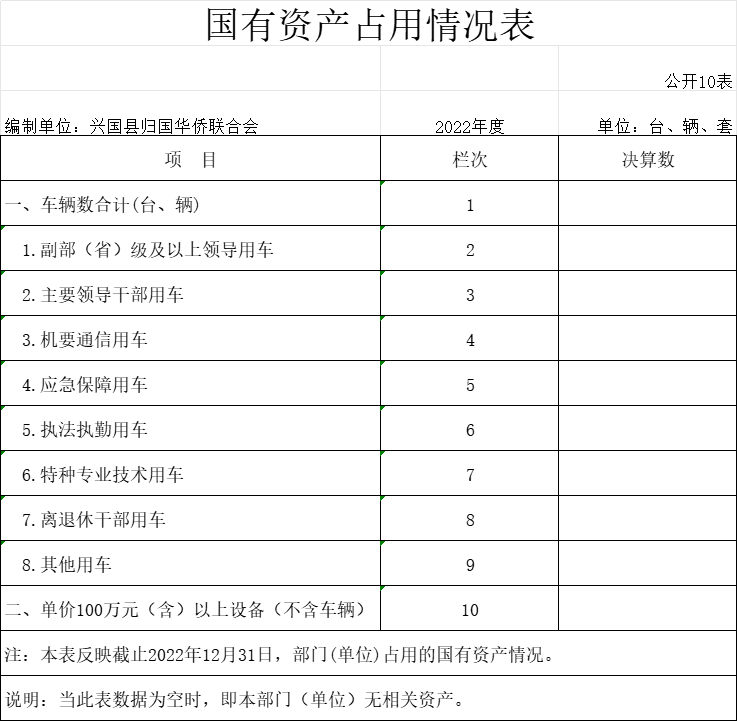 国有资产占用情况表
公开10表
编制单位：兴国县归国华侨联合会 2022年度 单位：台、辆、套
项 目 栏次 决算数
一、车辆数合计(台、辆) 1
1.副部（省）级及以上领导用车 2
2.主要领导干部用车 3
3.机要通信用车 4
4.应急保障用车 5
5.执法执勤用车 6
6.特种专业技术用车 7
7.离退休干部用车 8
8.其他用车 9
二、单价100万元（含）以上设备（不含车辆） 10
注：本表反映截止2022年12月31日，部门(单位)占用的国有资产情况。
说明：当此表数据为空时，即本部门（单位）无相关资产。